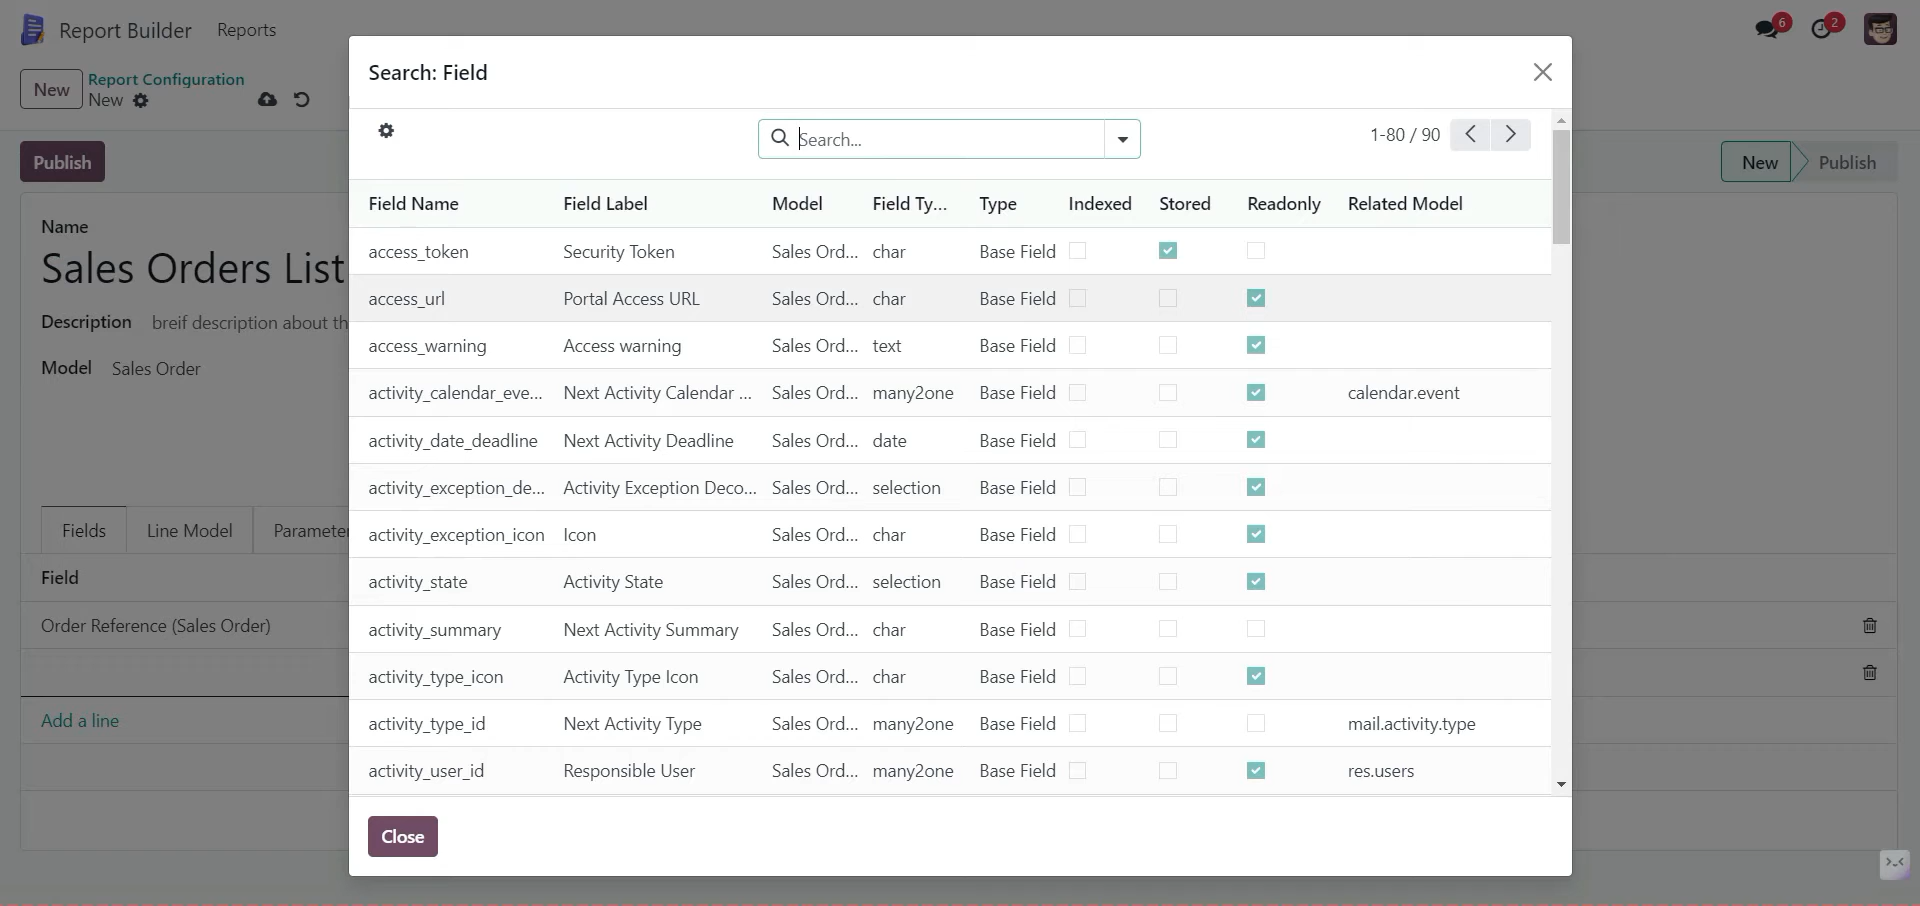 Report Builder Reports
6 2
New
Report Configuration
New
Publish
New Publish
Name
Sales Orders List
Description breif description about th
Model Sales Order
Fields Line Model Parameter
Field
Order Reference (Sales Order)
Add a line
Search: Field
Search...
1-80 / 90
Field Name Field Label Model Field Ty... Type Indexed Stored Readonly Related Model
access_token Security Token Sales Ord... char Base Field
access_url Portal Access URL Sales Ord... char Base Field
access_warning Access warning Sales Ord... text Base Field
activity_calendar_eve... Next Activity Calendar ... Sales Ord... many2one Base Field calendar.event
activity_date_deadline Next Activity Deadline Sales Ord... date Base Field
activity_exception_de... Activity Exception Deco... Sales Ord... selection Base Field
activity_exception_icon Icon Sales Ord... char Base Field
activity_state Activity State Sales Ord... selection Base Field
activity_summary Next Activity Summary Sales Ord... char Base Field
activity_type_icon Activity Type Icon Sales Ord... char Base Field
activity_type_id Next Activity Type Sales Ord... many2one Base Field mail.activity.type
activity_user_id Responsible User Sales Ord... many2one Base Field res.users
Close